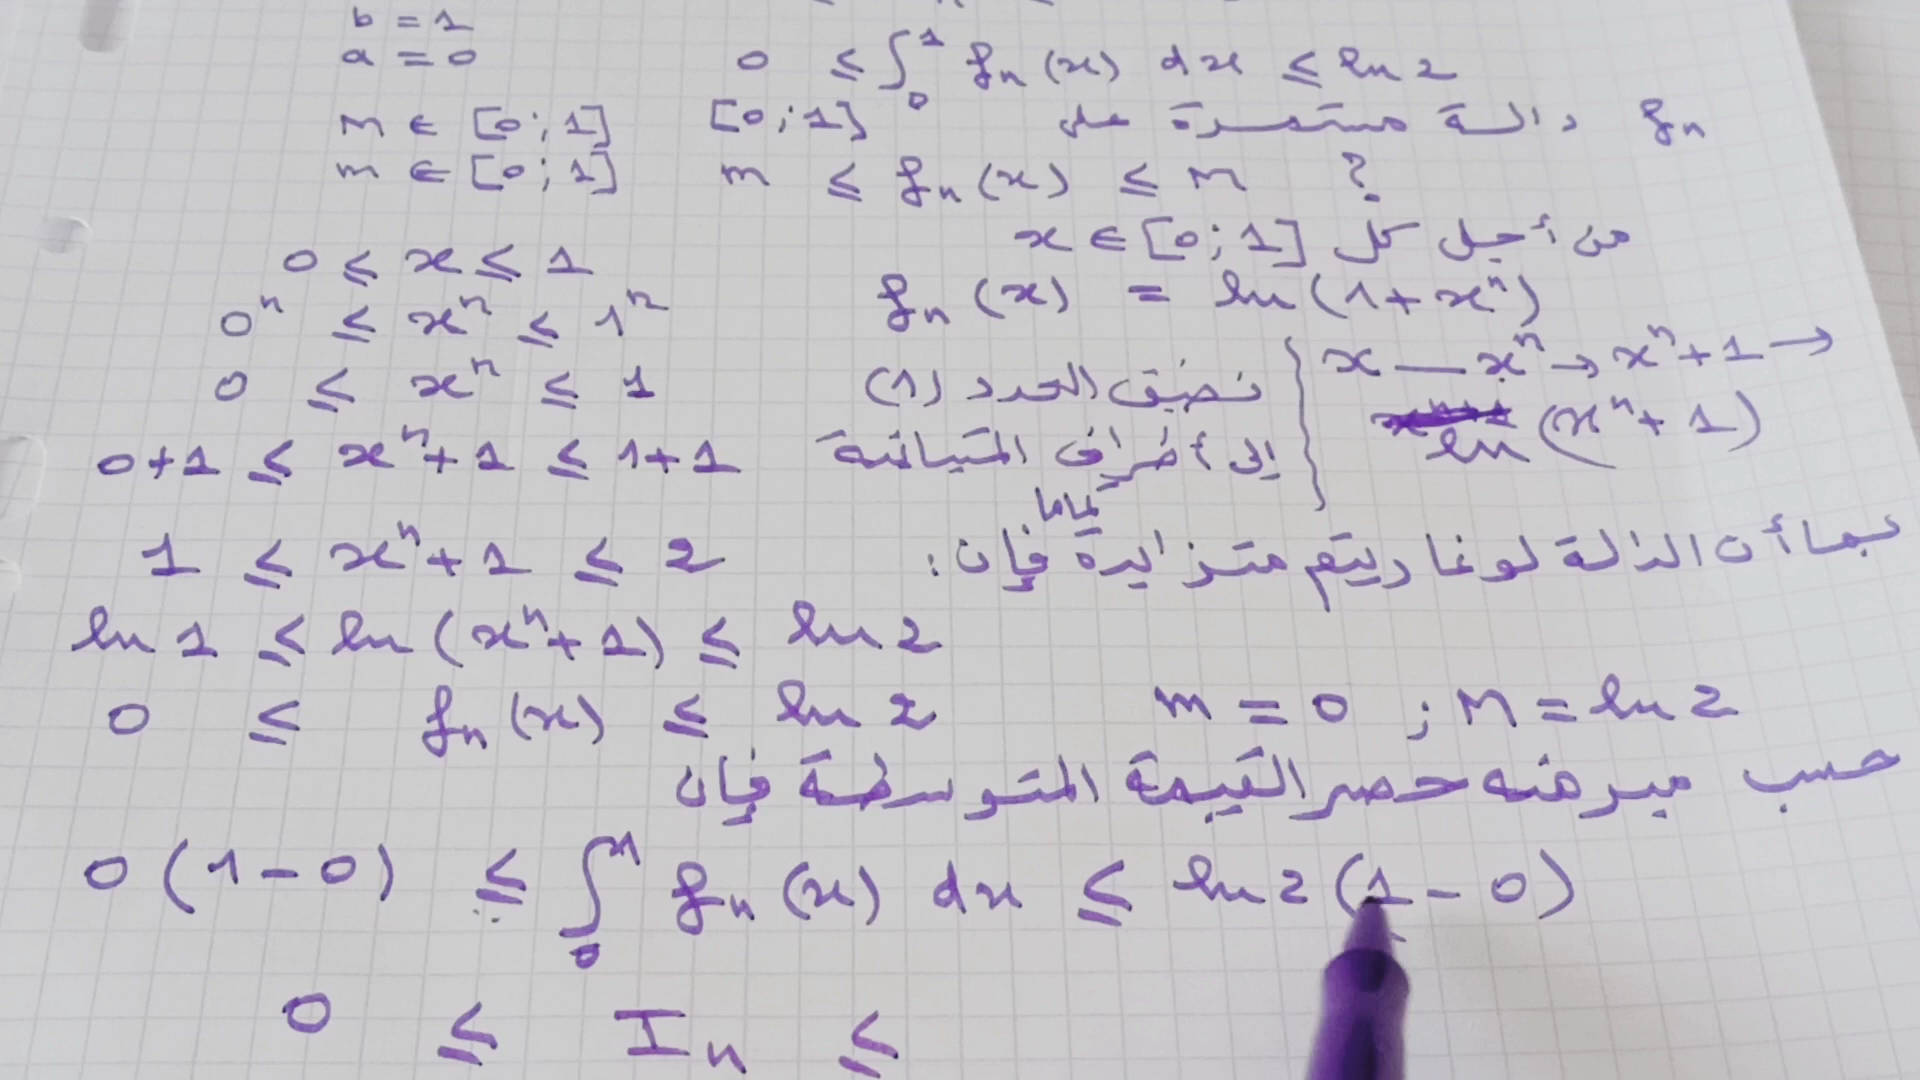 b = 1
a = 0
0 ≤ ∫₀¹ fₙ(x) dx ≤ ln 2
M ∈ [0;1]
m ∈ [0;1]
fₙ دالة مستمرة على [0;1]
m ≤ fₙ(x) ≤ M ?
من أجل كل x ∈ [0;1]
0 ≤ x ≤ 1
fₙ(x) = ln(1+xⁿ)
0ⁿ ≤ xⁿ ≤ 1ⁿ
x — xⁿ → xⁿ+1 →
ln(xⁿ+1)
0 ≤ xⁿ ≤ 1
نضيف العدد (1)
إلى أطراف المتباينة
0+1 ≤ xⁿ+1 ≤ 1+1
بما أن الدالة لوغاريتم متزايدة تماما فإن:
1 ≤ xⁿ+1 ≤ 2
ln 1 ≤ ln(xⁿ+1) ≤ ln 2
0 ≤ fₙ(x) ≤ ln 2
m = 0 ; M = ln 2
حسب مبرهنه حصر القيمة المتوسطة فإن
0(1-0) ≤ ∫₀¹ fₙ(x) dx ≤ ln 2(1-0)
0 ≤ Iₙ ≤